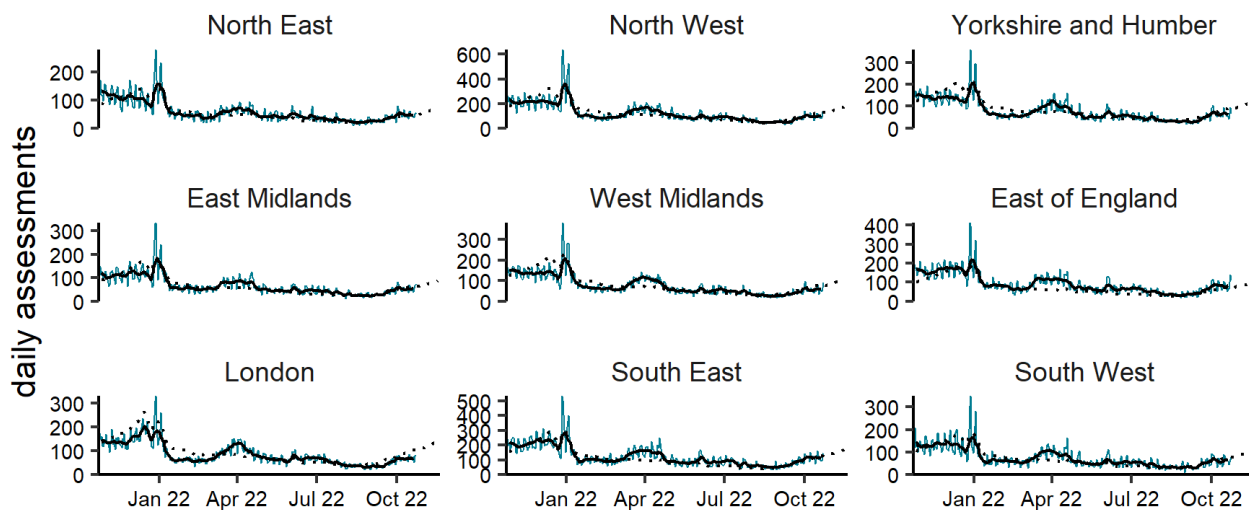 daily assessments
North East
200
100
0
North West
600
400
200
0
Yorkshire and Humber
300
200
100
0
East Midlands
300
200
100
0
West Midlands
300
200
100
0
East of England
400
300
200
100
0
London
300
200
100
0
Jan 22 Apr 22 Jul 22 Oct 22
South East
500
400
300
200
100
0
Jan 22 Apr 22 Jul 22 Oct 22
South West
300
200
100
0
Jan 22 Apr 22 Jul 22 Oct 22